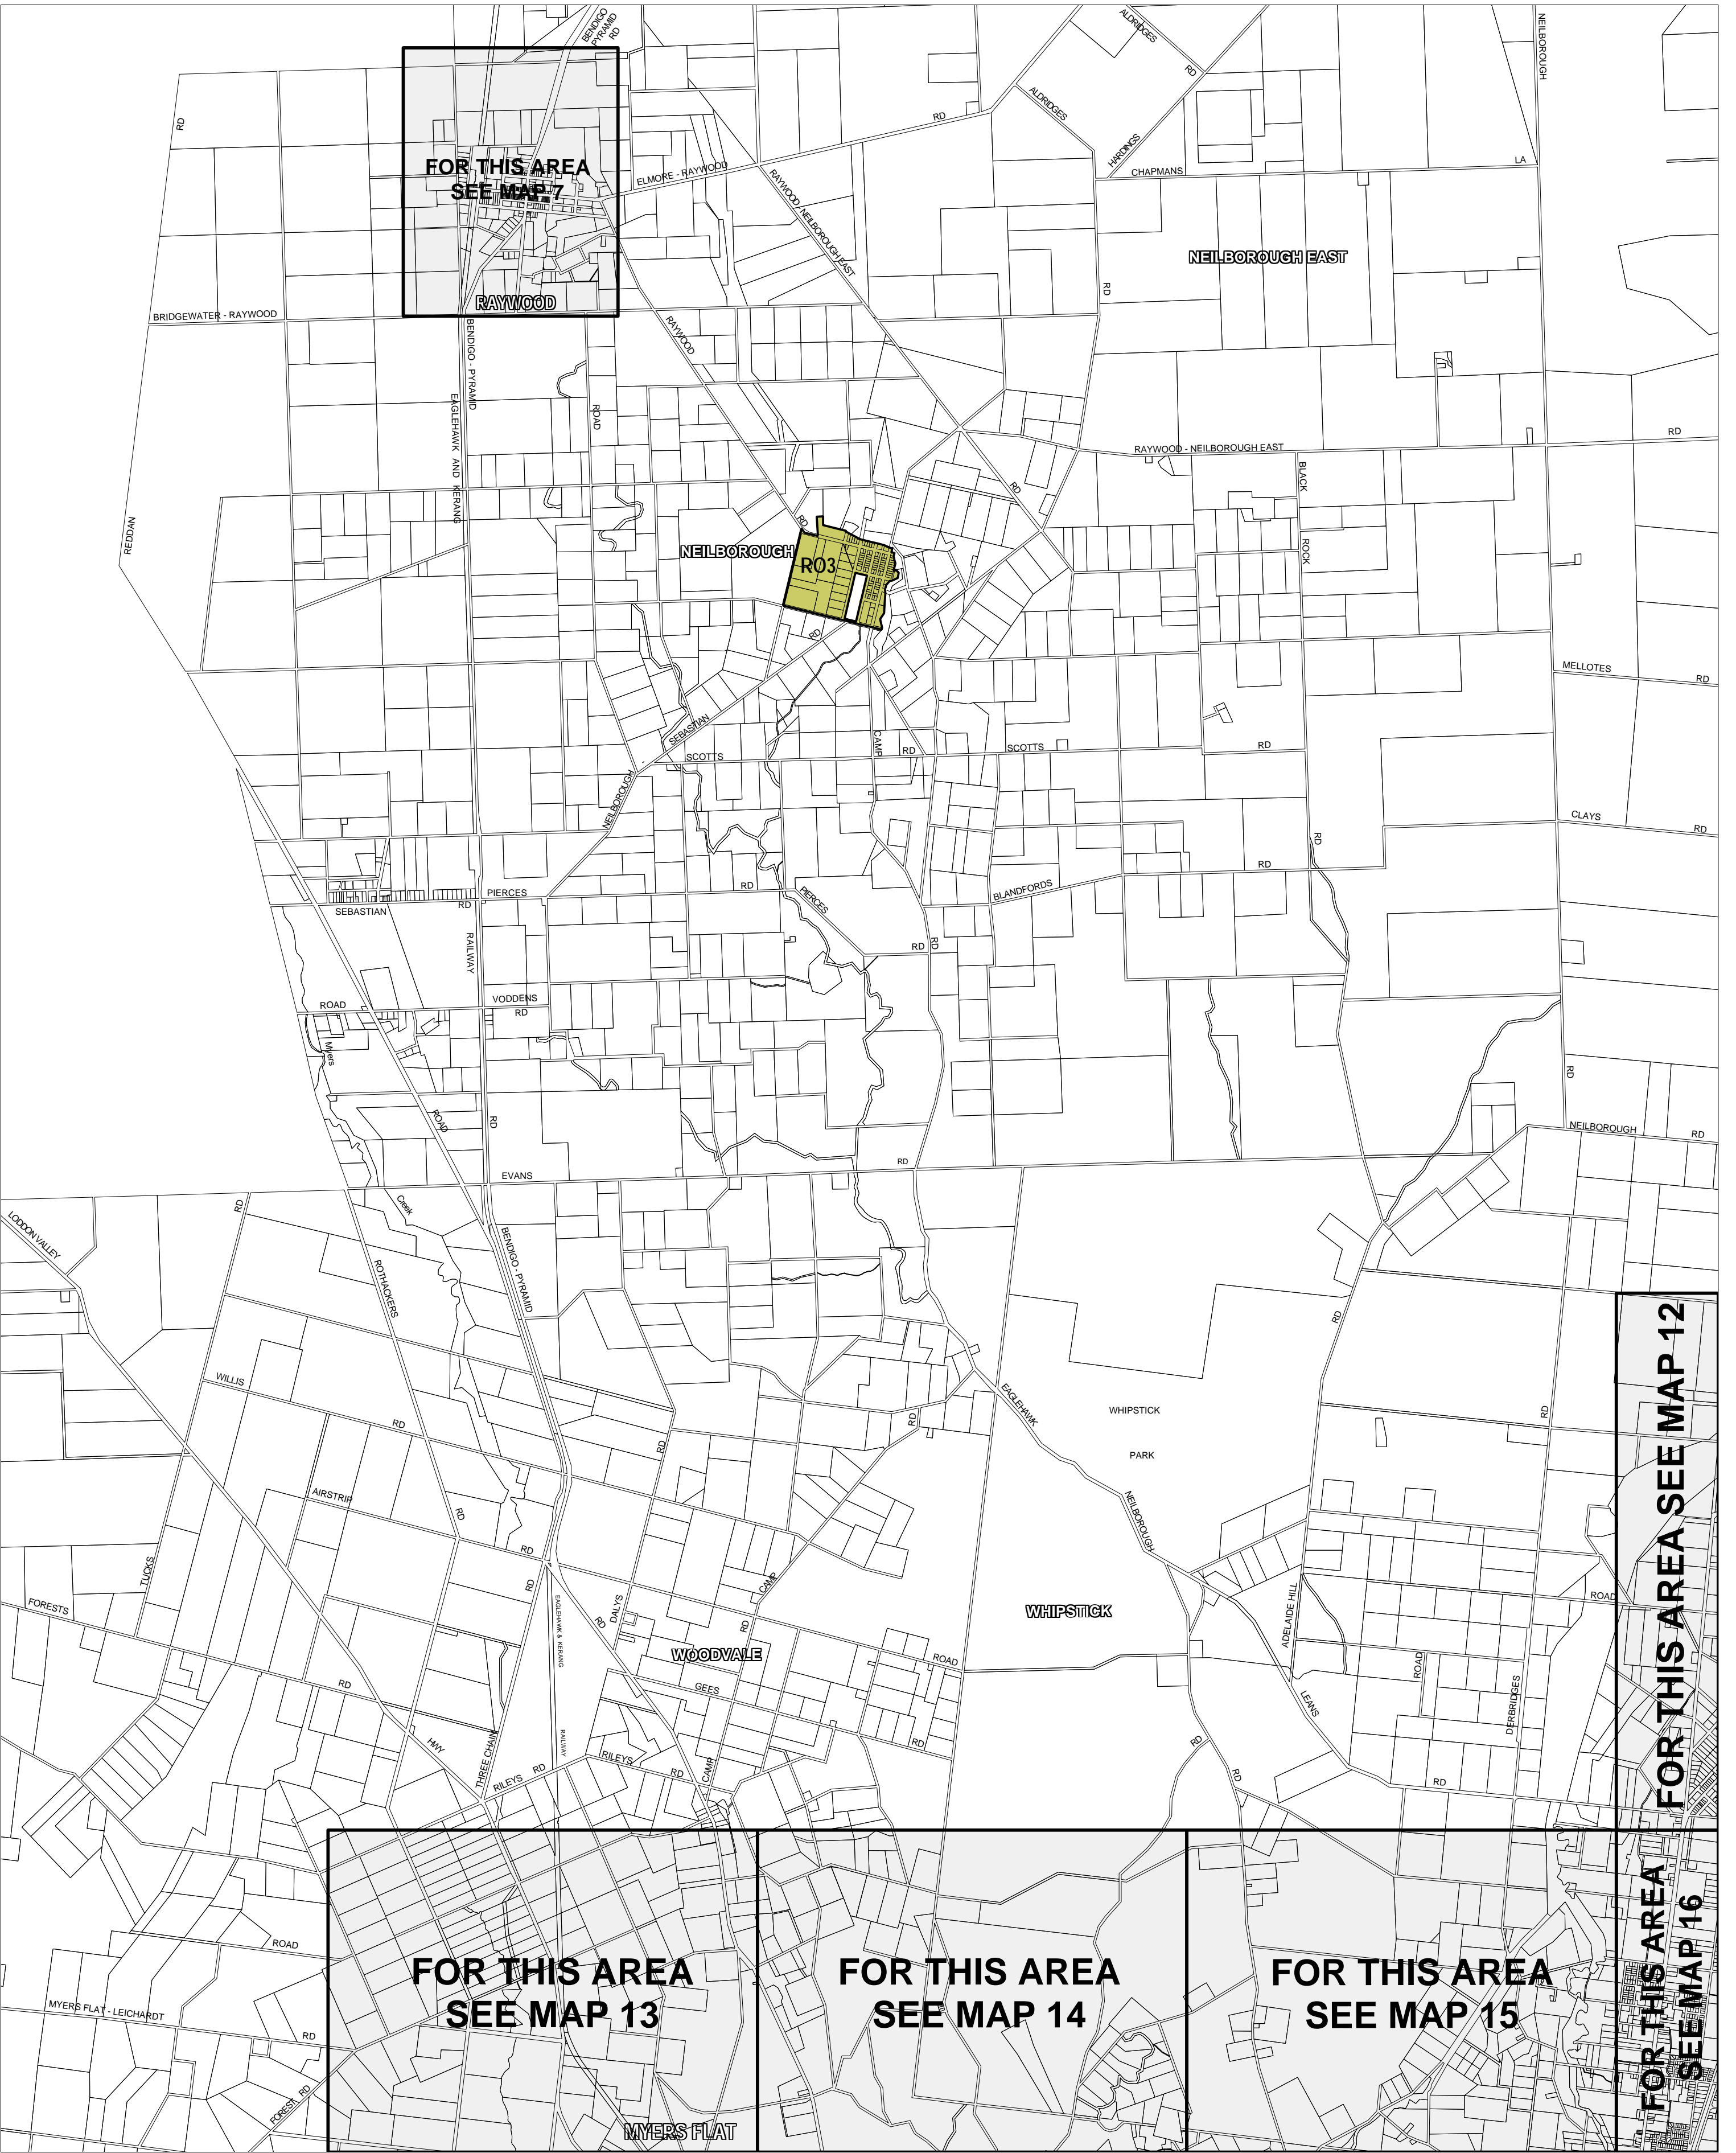 BENDIGO
PYRAMID
RD
ALDRIDGES
RD
NEILBOROUGH
RD
FOR THIS AREA
SEE MAP 7
RAYWOOD
ELMORE - RAYWOOD
RD
ALDRIDGES
HARDINGS
CHAPMANS
LA
RAYWOOD - NEILBOROUGH EAST
NEILBOROUGH EAST
RD
BRIDGEWATER - RAYWOOD
BENDIGO - PYRAMID
RAYWOOD
EAGLEHAWK AND KERANG
ROAD
RAYWOOD - NEILBOROUGH EAST
RD
BLACK
ROCK
RD
REDDAN
RD
NEILBOROUGH
RO3
RD
MELLOTES
RD
SEBASTIAN
SCOTTS
CAMP
RD
SCOTTS
RD
-
NEILBOROUGH
CLAYS
RD
RD
RD
PIERCES
RD
RD
SEBASTIAN
PIERCES
BLANDFORDS
RAILWAY
RD
RD
ROAD
VODDENS
RD
Myers
RD
ROAD
RD
NEILBOROUGH
RD
EVANS
RD
Creek
RD
LODDON VALLEY
ROTHACKERS
BENDIGO - PYRAMID
RD
FOR THIS AREA SEE MAP 12
WILLIS
RD
RD
RD
EAGLEHAWK
WHIPSTICK
PARK
RD
AIRSTRIP
RD
RD
NEILBOROUGH
TUCKS
RD
CAMP
FORESTS
EAGLEHAWK & KERANG
RD
DALYS
RD
WHIPSTICK
ADELAIDE HILL
ROAD
WOODVALE
ROAD
ROAD
GEES
RD
LEANS
DERBRIDGES
RD
HWY
THREE CHAIN
RAILWAY
RILEYS
RD
RILEYS
RD
CAMP
RD
RD
RD
FOR THIS AREA
SEE MAP 16
ROAD
FOR THIS AREA
SEE MAP 13
FOR THIS AREA
SEE MAP 14
FOR THIS AREA
SEE MAP 15
MYERS FLAT - LEICHARDT
RD
FOREST RD
MYERS FLAT